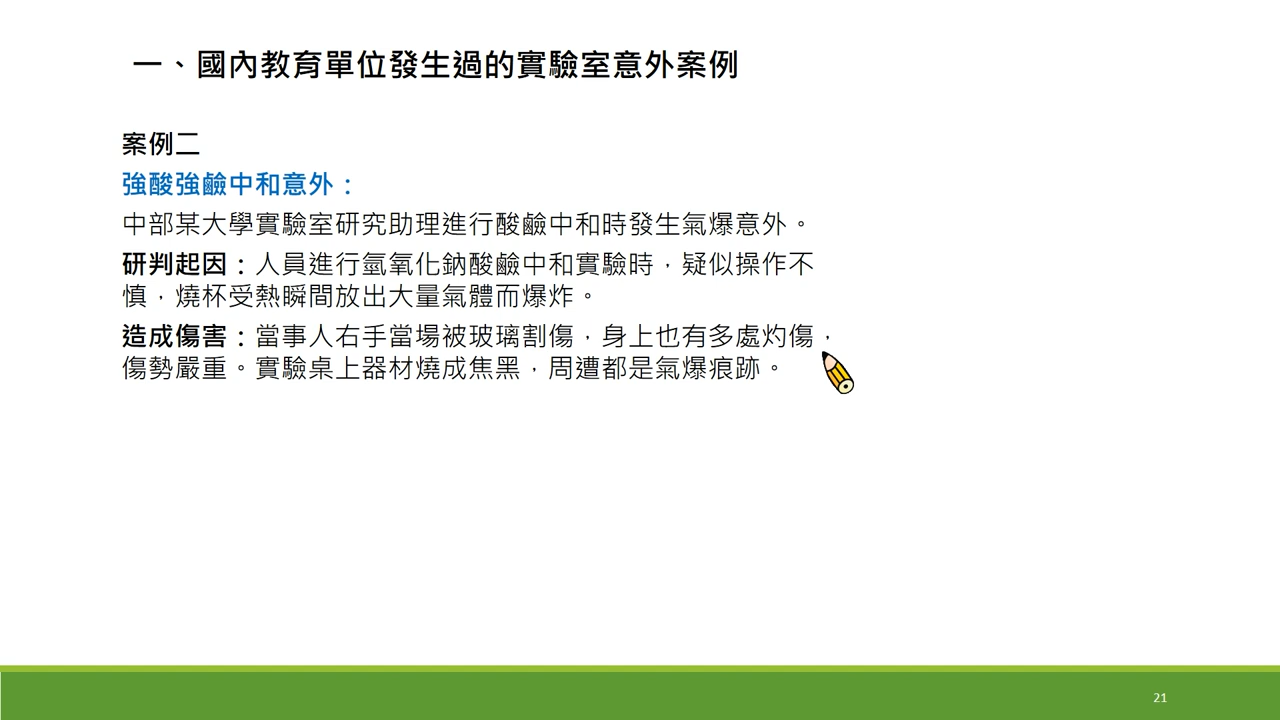 一、國內教育單位發生過的實驗室意外案例
案例二
強酸強鹼中和意外：
中部某大學實驗室研究助理進行酸鹼中和時發生氣爆意外。
研判起因：人員進行氫氧化鈉酸鹼中和實驗時，疑似操作不
慎，燒杯受熱瞬間放出大量氣體而爆炸。
造成傷害：當事人右手當場被玻璃割傷，身上也有多處灼傷，
傷勢嚴重。實驗桌上器材燒成焦黑，周遭都是氣爆痕跡。
21